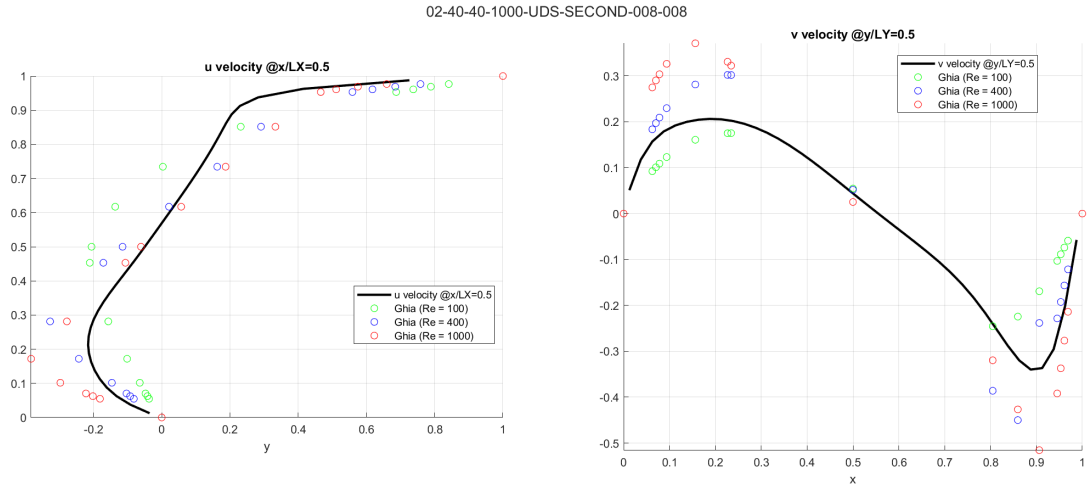 02-40-40-1000-UDS-SECOND-008-008
u velocity @x/LX=0.5
1
0.9
0.8
0.7
0.6
0.5
0.4
0.3
0.2
0.1
0
-0.2
0
0.2
0.4
0.6
0.8
1
y
u velocity @x/LX=0.5
Ghia (Re = 100)
Ghia (Re = 400)
Ghia (Re = 1000)
v velocity @y/LY=0.5
0.3
0.2
0.1
0
-0.1
-0.2
-0.3
-0.4
-0.5
0
0.1
0.2
0.3
0.4
0.5
0.6
0.7
0.8
0.9
1
x
v velocity @y/LY=0.5
Ghia (Re = 100)
Ghia (Re = 400)
Ghia (Re = 1000)